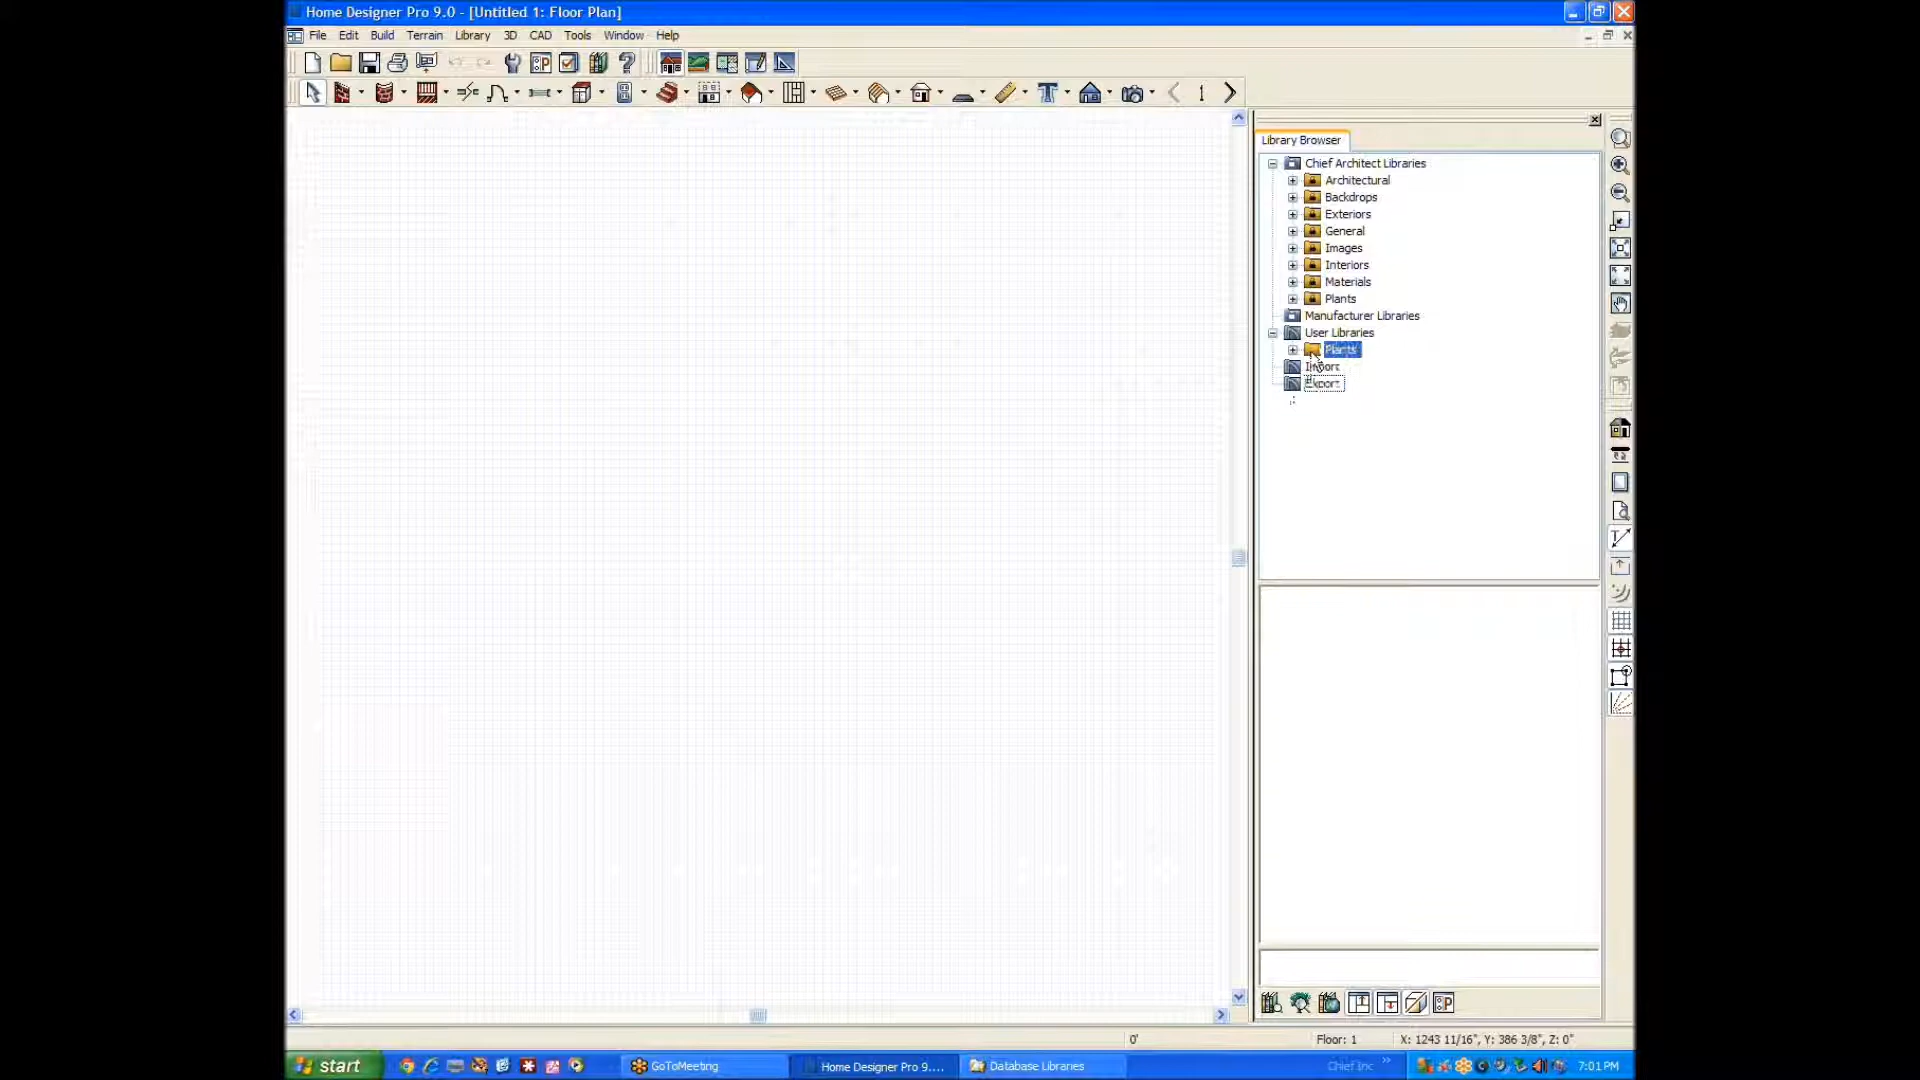 Home Designer Pro 9.0 - [Untitled 1: Floor Plan]
File Edit Build Terrain Library 3D CAD Tools Window Help
1
Library Browser
Chief Architect Libraries
Architectural
Backdrops
Exteriors
General
Images
Interiors
Materials
Plants
Manufacturer Libraries
User Libraries
Plants
Import
Export
0' Floor: 1 X: 1243 11/16", Y: 386 3/8", Z: 0"
start GoToMeeting Home Designer Pro 9.... Database Libraries Chief Inc » 7:01 PM